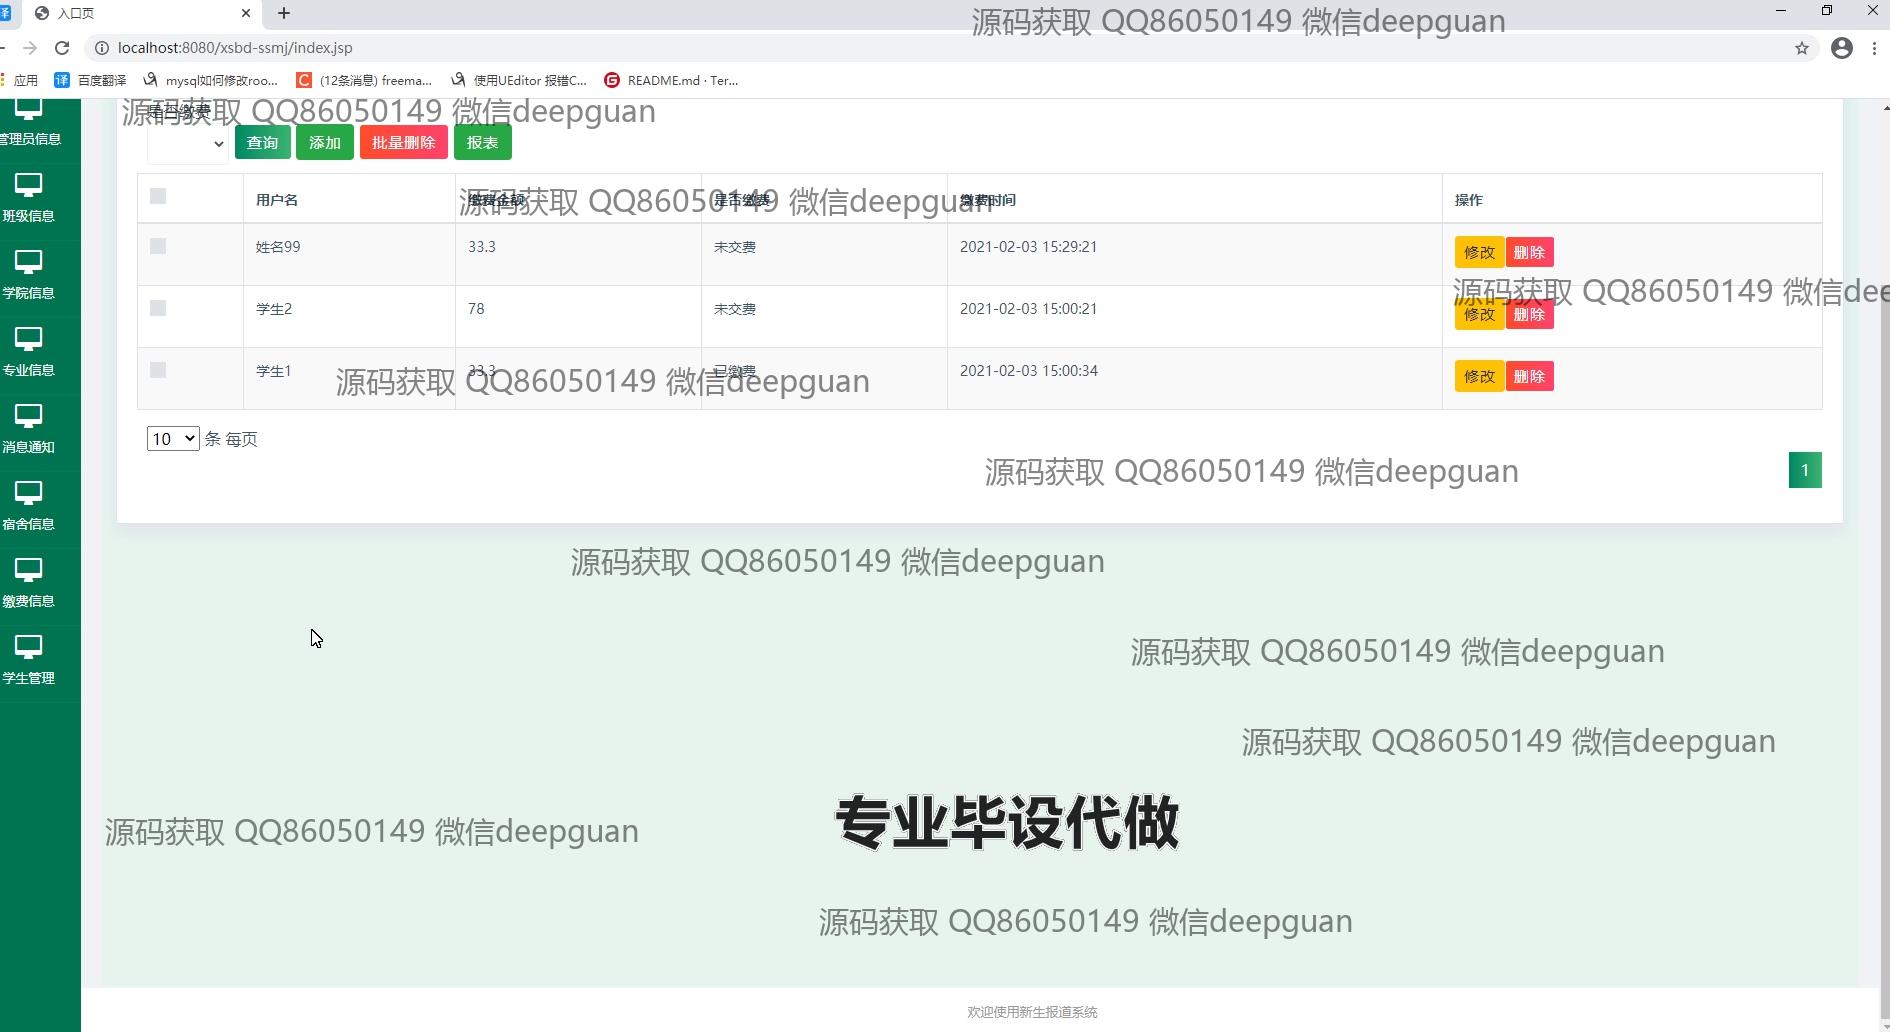 译
入口页
源码获取 QQ86050149 微信deepguan
localhost:8080/xsbd-ssmj/index.jsp
应用
译 百度翻译
mysql如何修改roo...
C (12条消息) freema...
使用UEditor 报错C...
G README.md · Ter...
源码获取 QQ86050149 微信deepguan
是否缴费
查询 添加 批量删除 报表
管理员信息
班级信息
学院信息
专业信息
消息通知
宿舍信息
缴费信息
学生管理
源码获取 QQ86050149 微信deepguan
用户名 缴费金额 是否缴费 缴费时间 操作
姓名99 33.3 未交费 2021-02-03 15:29:21 修改 删除
源码获取 QQ86050149 微信dee
学生2 78 未交费 2021-02-03 15:00:21 修改 删除
学生1 33.3 已缴费 2021-02-03 15:00:34 修改 删除
源码获取 QQ86050149 微信deepguan
10 条 每页
源码获取 QQ86050149 微信deepguan
1
源码获取 QQ86050149 微信deepguan
源码获取 QQ86050149 微信deepguan
源码获取 QQ86050149 微信deepguan
专业毕设代做
源码获取 QQ86050149 微信deepguan
源码获取 QQ86050149 微信deepguan
欢迎使用新生报道系统